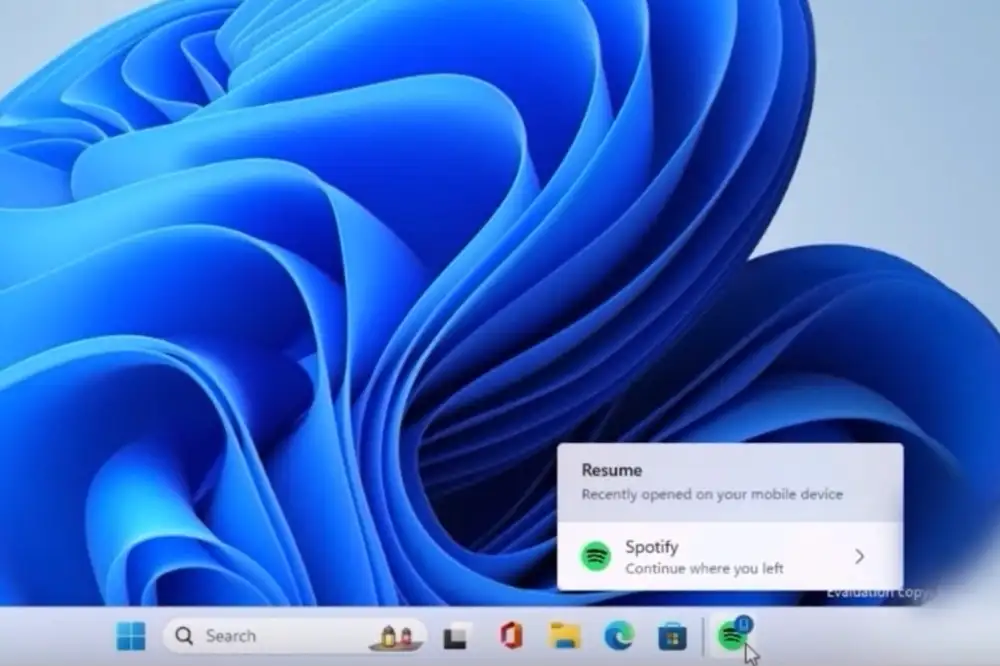 Resume
Recently opened on your mobile device
Spotify
Continue where you left
Evaluation copy
Search